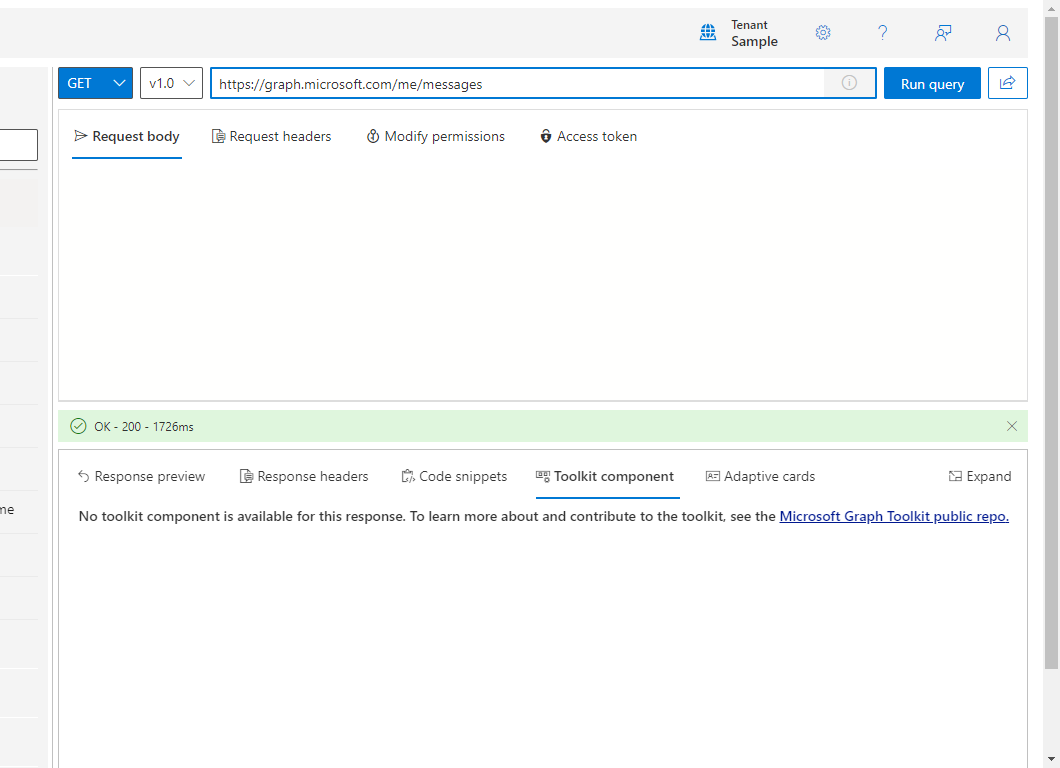 Tenant
Sample
GET
v1.0
https://graph.microsoft.com/me/messages
Run query
Request body
Request headers
Modify permissions
Access token
me
OK - 200 - 1726ms
Response preview
Response headers
Code snippets
Toolkit component
Adaptive cards
Expand
No toolkit component is available for this response. To learn more about and contribute to the toolkit, see the Microsoft Graph Toolkit public repo.